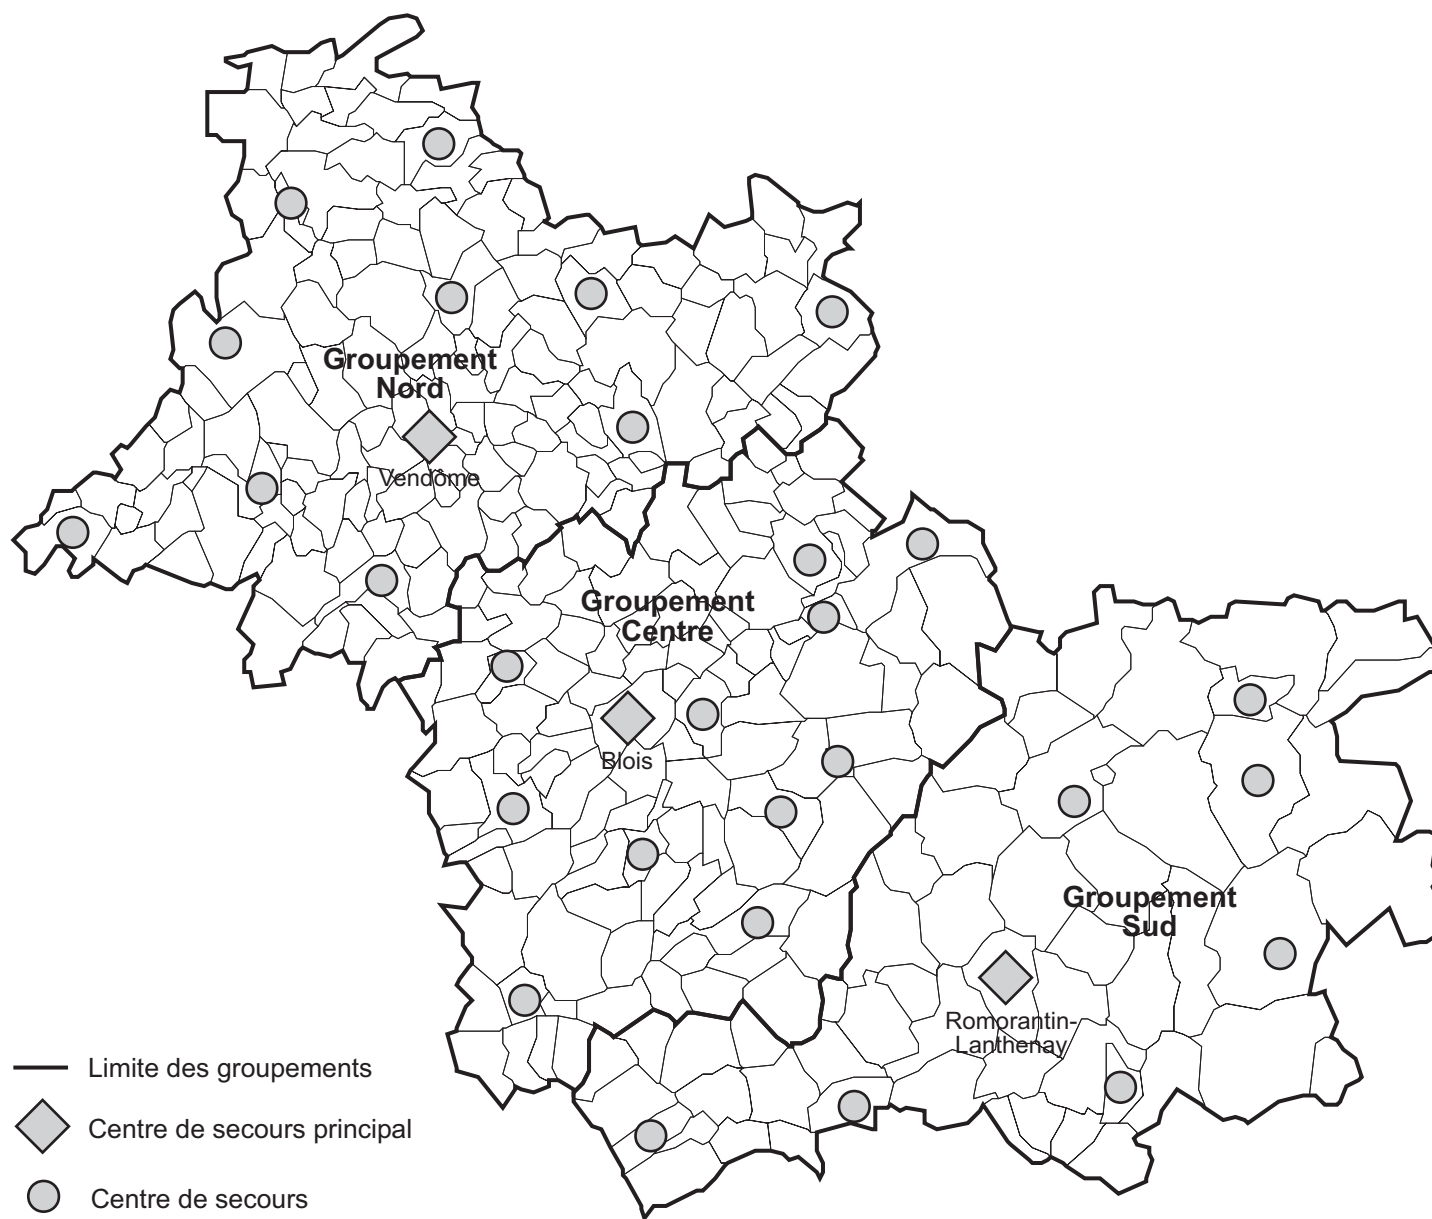 Groupement
Nord
Vendôme
Groupement
Centre
Blois
Groupement
Sud
Romorantin-
Lanthenay
Limite des groupements
Centre de secours principal
Centre de secours